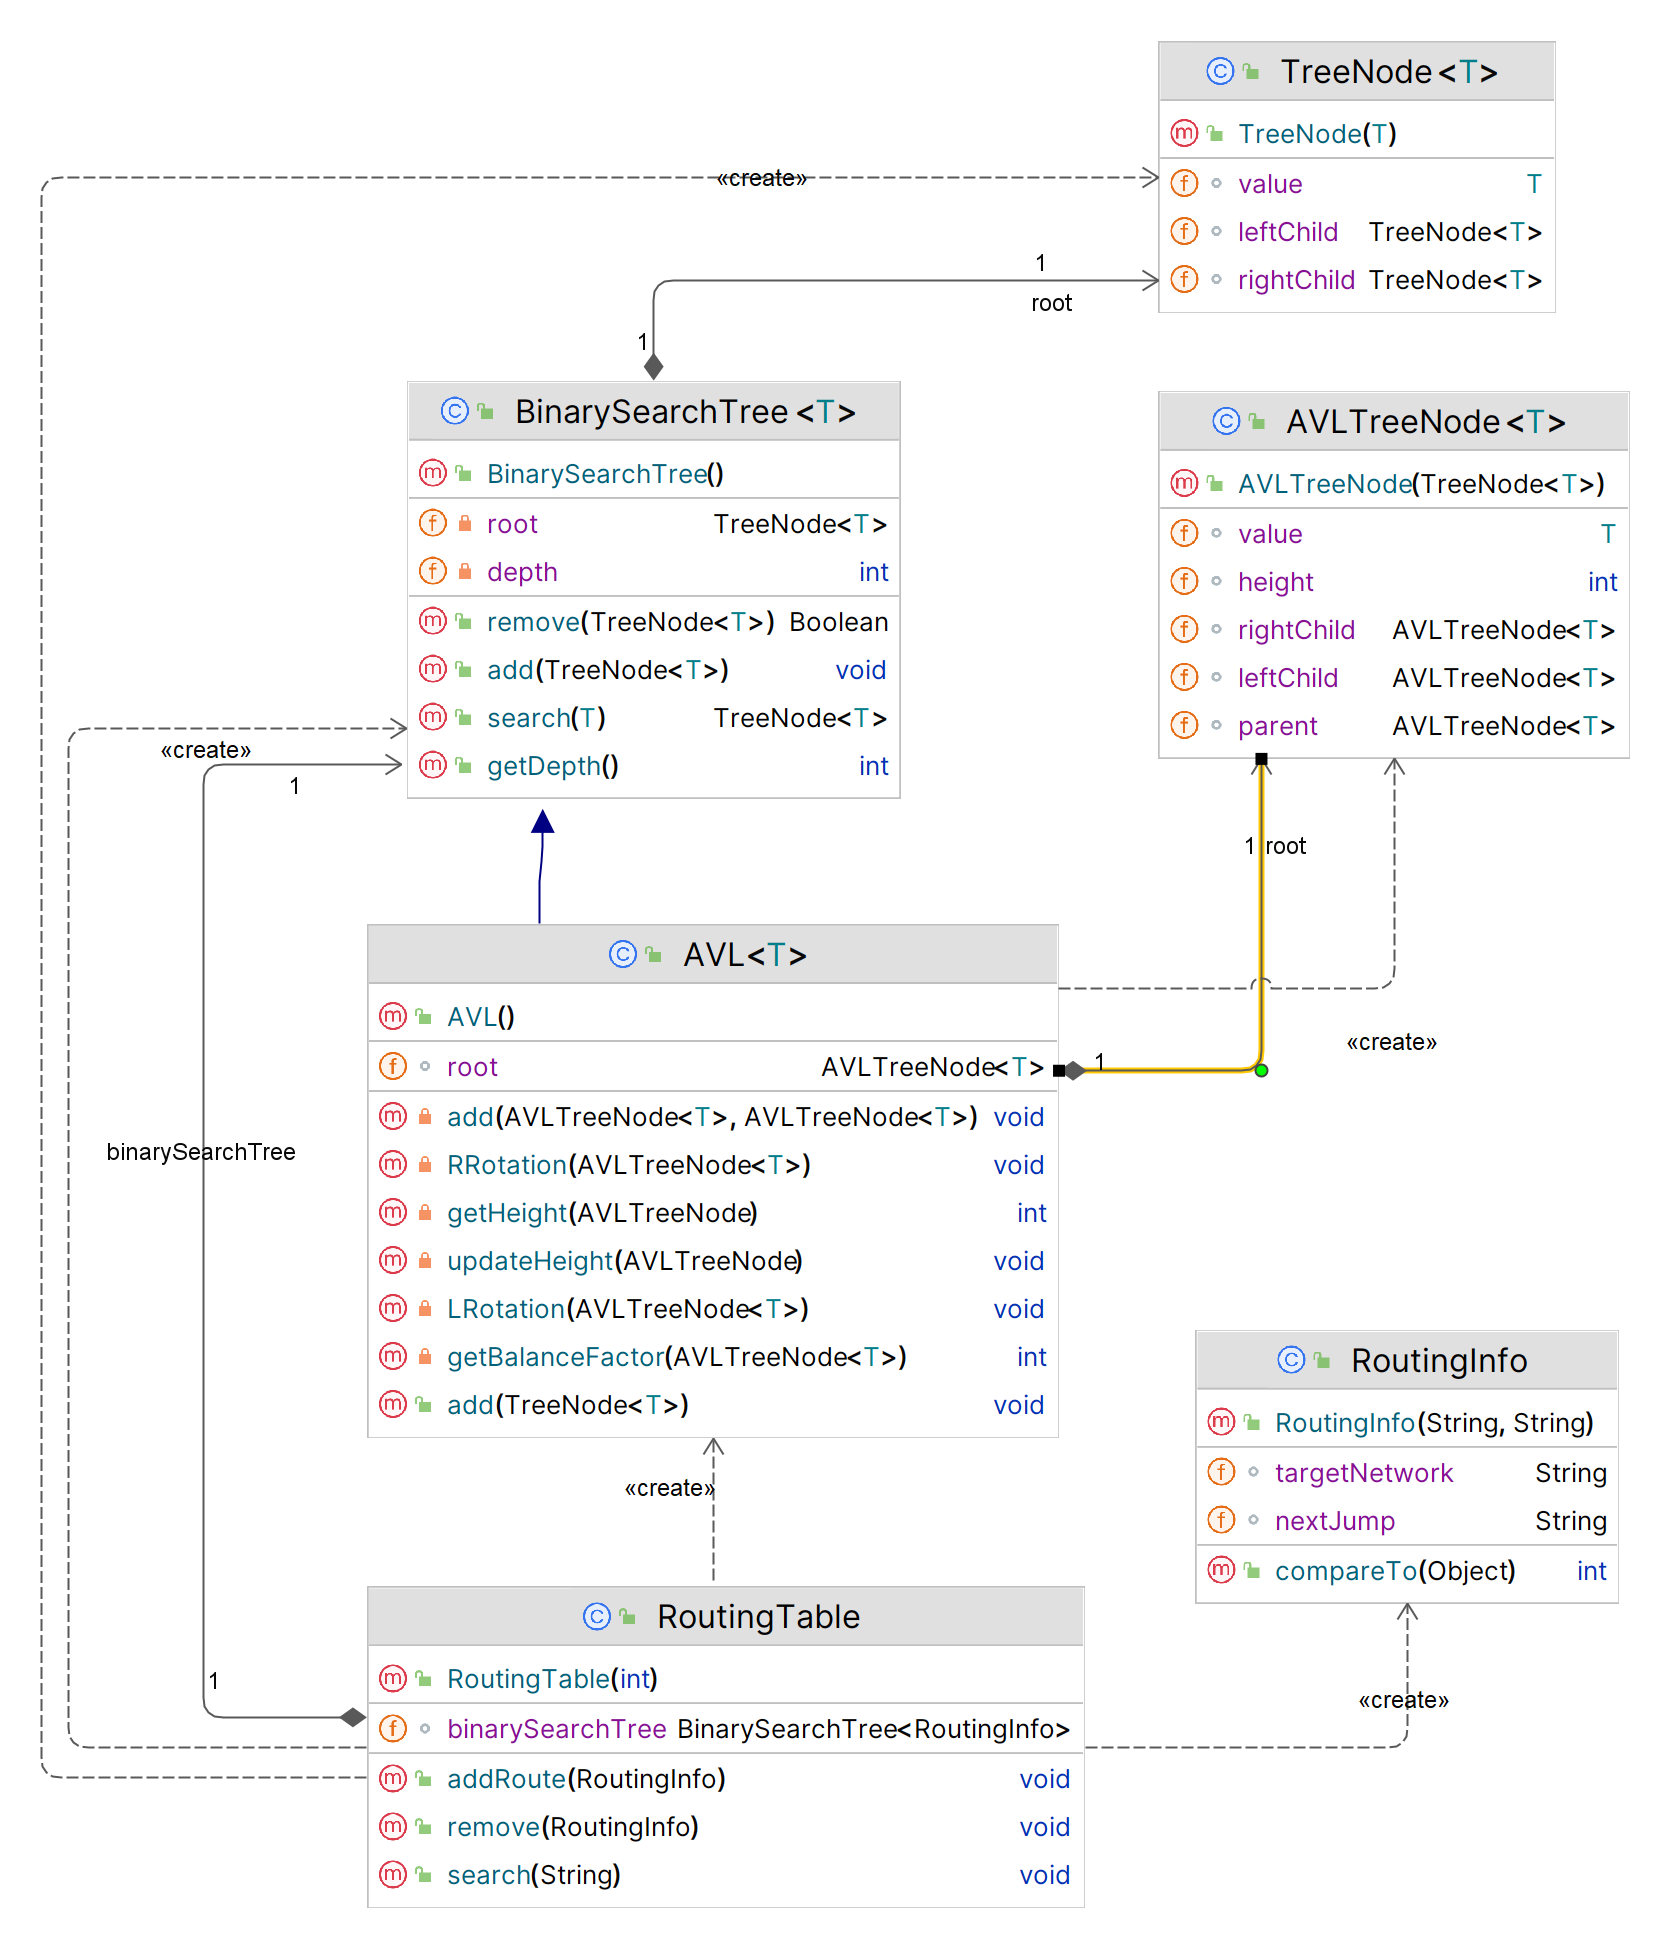 TreeNode<T>
TreeNode(T)
value T
leftChild TreeNode<T>
rightChild TreeNode<T>
«create»
1
root
1
BinarySearchTree<T>
BinarySearchTree()
root TreeNode<T>
depth int
remove(TreeNode<T>) Boolean
add(TreeNode<T>) void
search(T) TreeNode<T>
getDepth() int
AVLTreeNode<T>
AVLTreeNode(TreeNode<T>)
value T
height int
rightChild AVLTreeNode<T>
leftChild AVLTreeNode<T>
parent AVLTreeNode<T>
«create»
1
1 root
AVL<T>
AVL()
root AVLTreeNode<T>
add(AVLTreeNode<T>, AVLTreeNode<T>) void
RRotation(AVLTreeNode<T>) void
getHeight(AVLTreeNode) int
updateHeight(AVLTreeNode) void
LRotation(AVLTreeNode<T>) void
getBalanceFactor(AVLTreeNode<T>) int
add(TreeNode<T>) void
1
«create»
binarySearchTree
RoutingInfo
RoutingInfo(String, String)
targetNetwork String
nextJump String
compareTo(Object) int
«create»
1
RoutingTable
RoutingTable(int)
binarySearchTree BinarySearchTree<RoutingInfo>
addRoute(RoutingInfo) void
remove(RoutingInfo) void
search(String) void
«create»